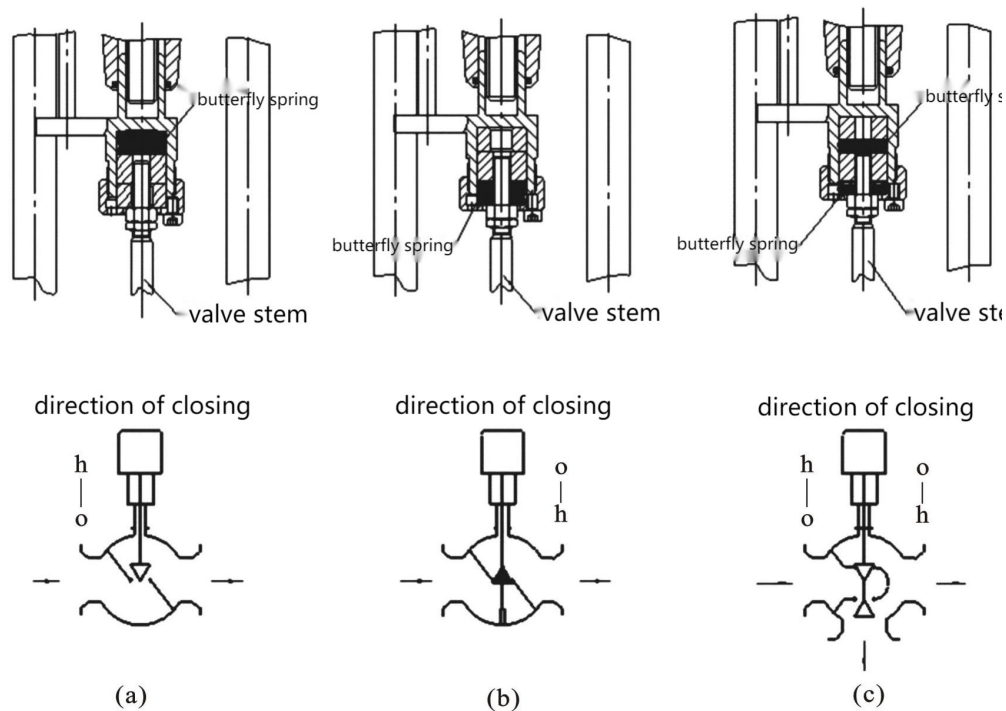 butterfly spring
butterfly spring
valve stem
butterfly s
butterfly spring
valve stem
valve ste
direction of closing
h
o
(a)
direction of closing
o
h
(b)
direction of closing
h
o
o
h
(c)